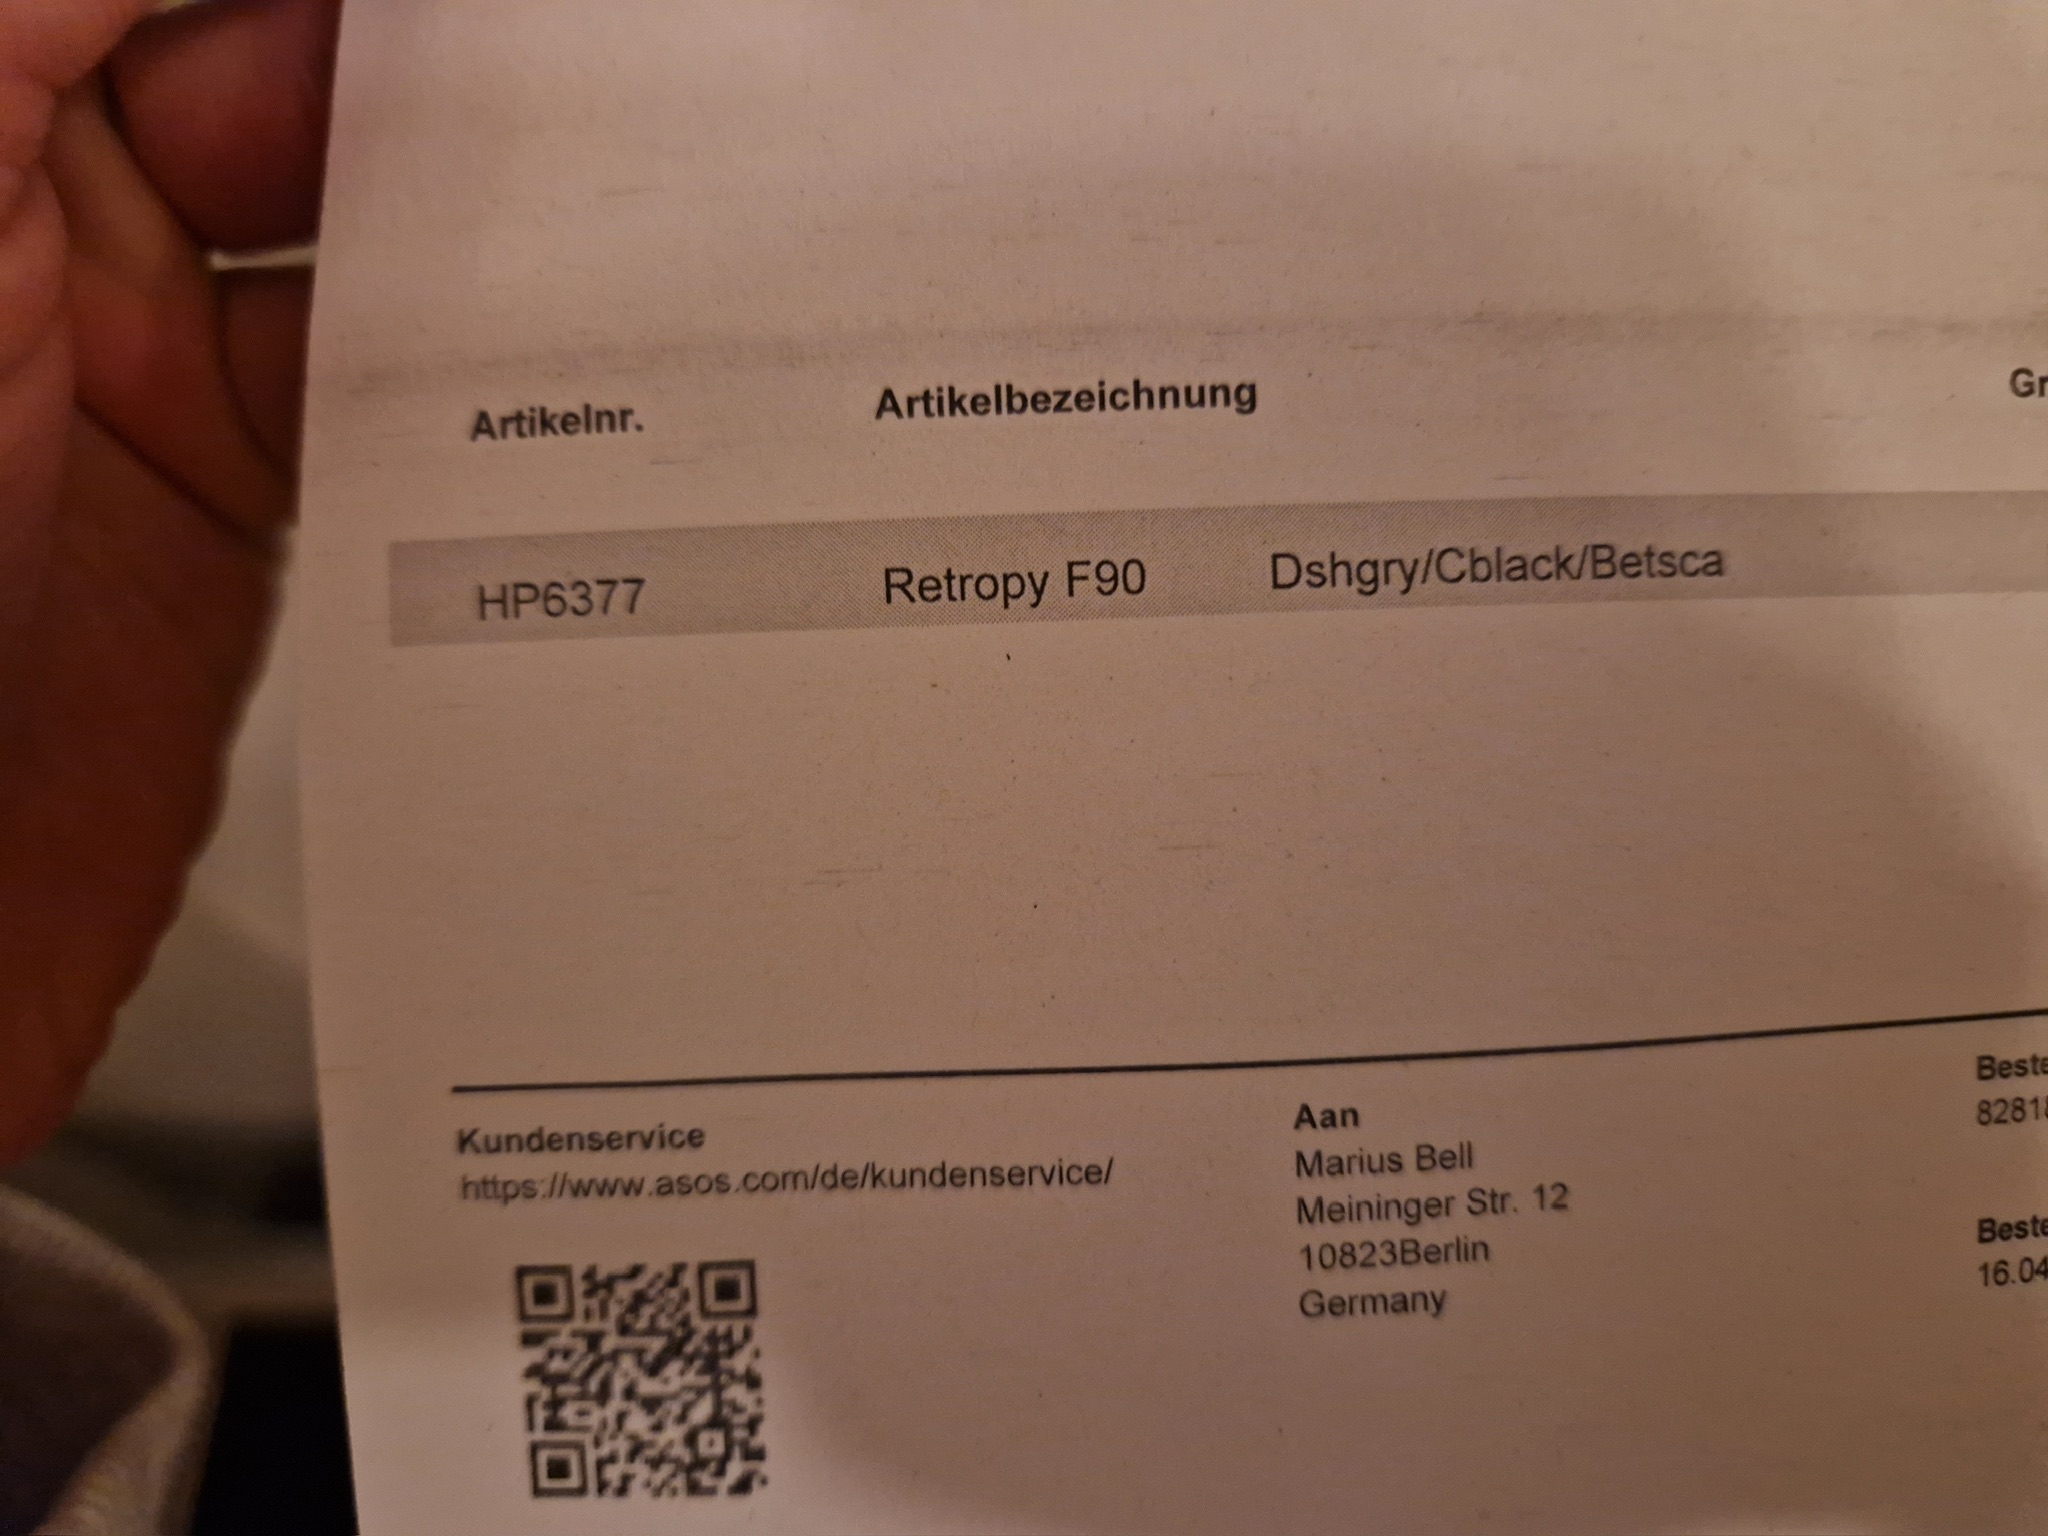 Artikelnr. Artikelbezeichnung Gr
HP6377 Retropy F90 Dshgry/Cblack/Betsca
Kundenservice
https://www.asos.com/de/kundenservice/
Aan
Marius Bell
Meininger Str. 12
10823Berlin
Germany
Beste
8281
Beste
16.04